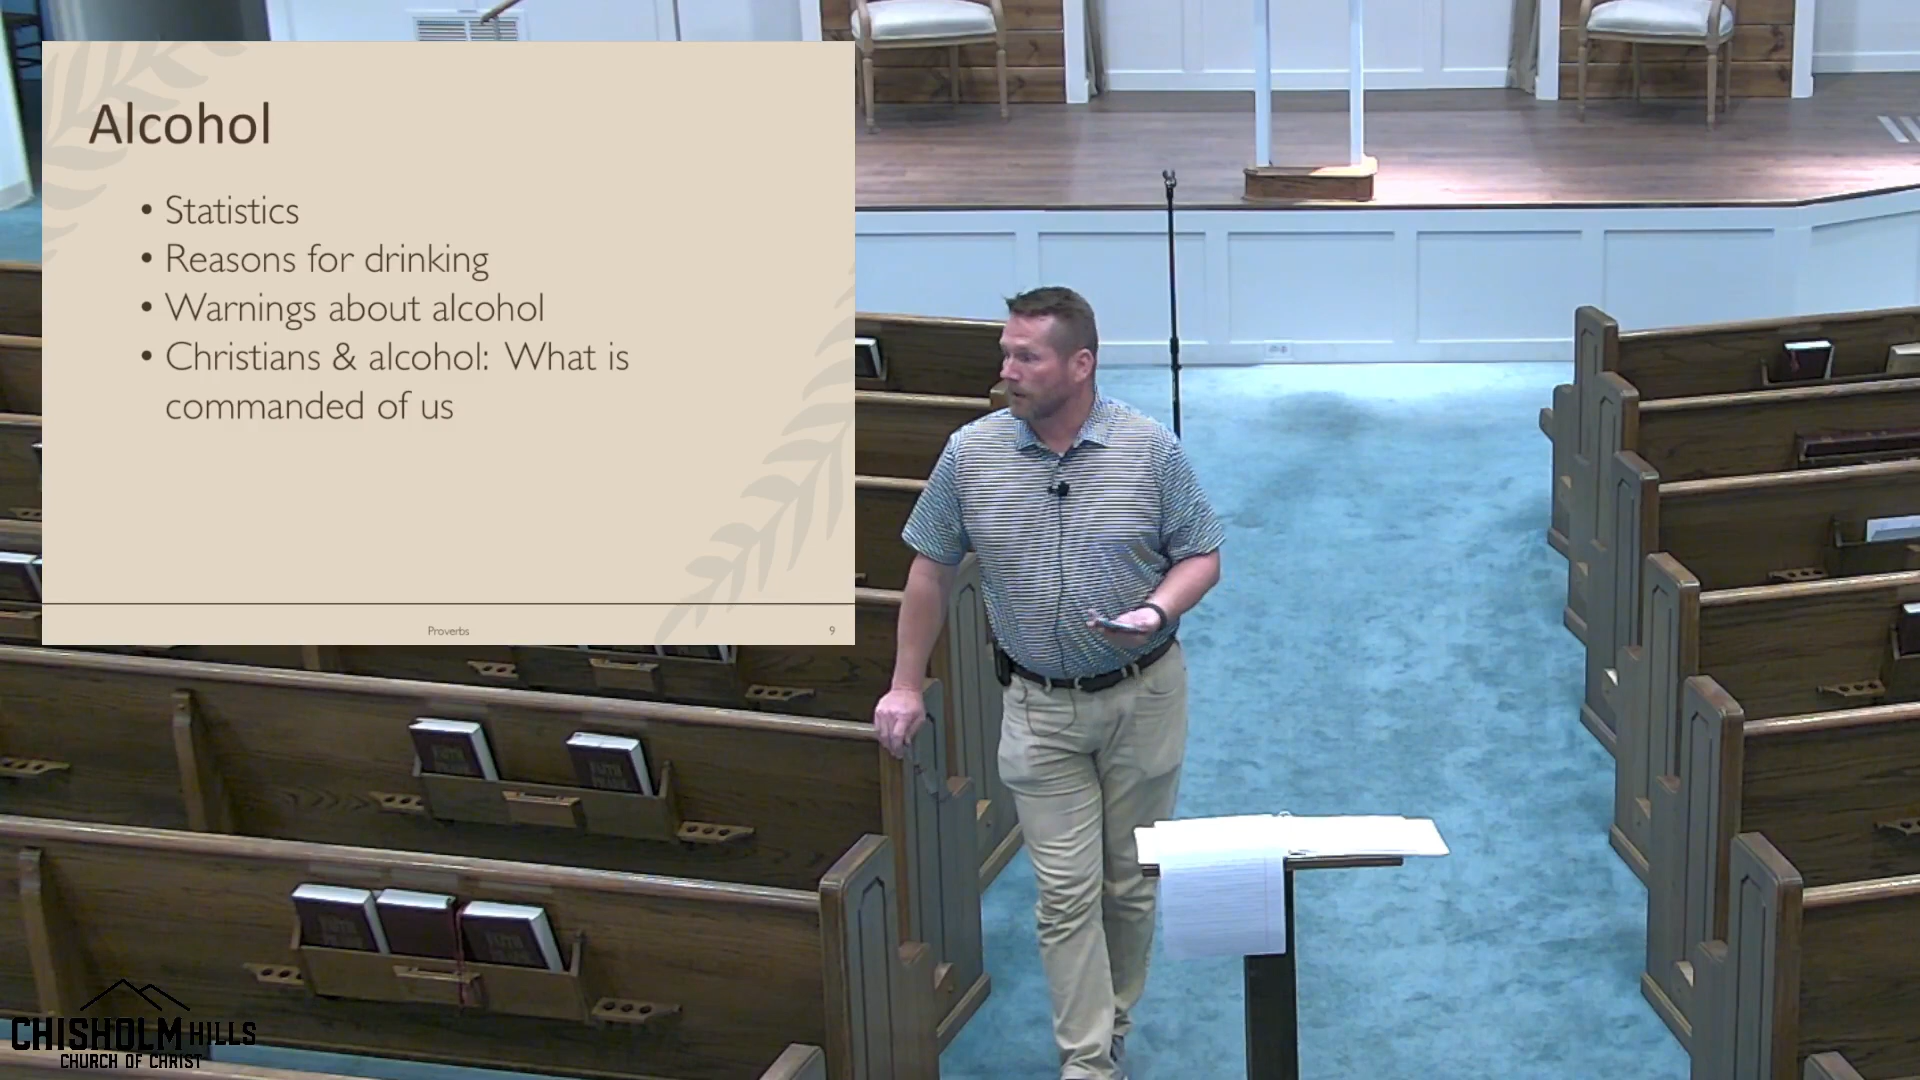 Alcohol
• Statistics
• Reasons for drinking
• Warnings about alcohol
• Christians & alcohol: What is
commanded of us
Proverbs
9
CHISHOLM HILLS
CHURCH OF CHRIST